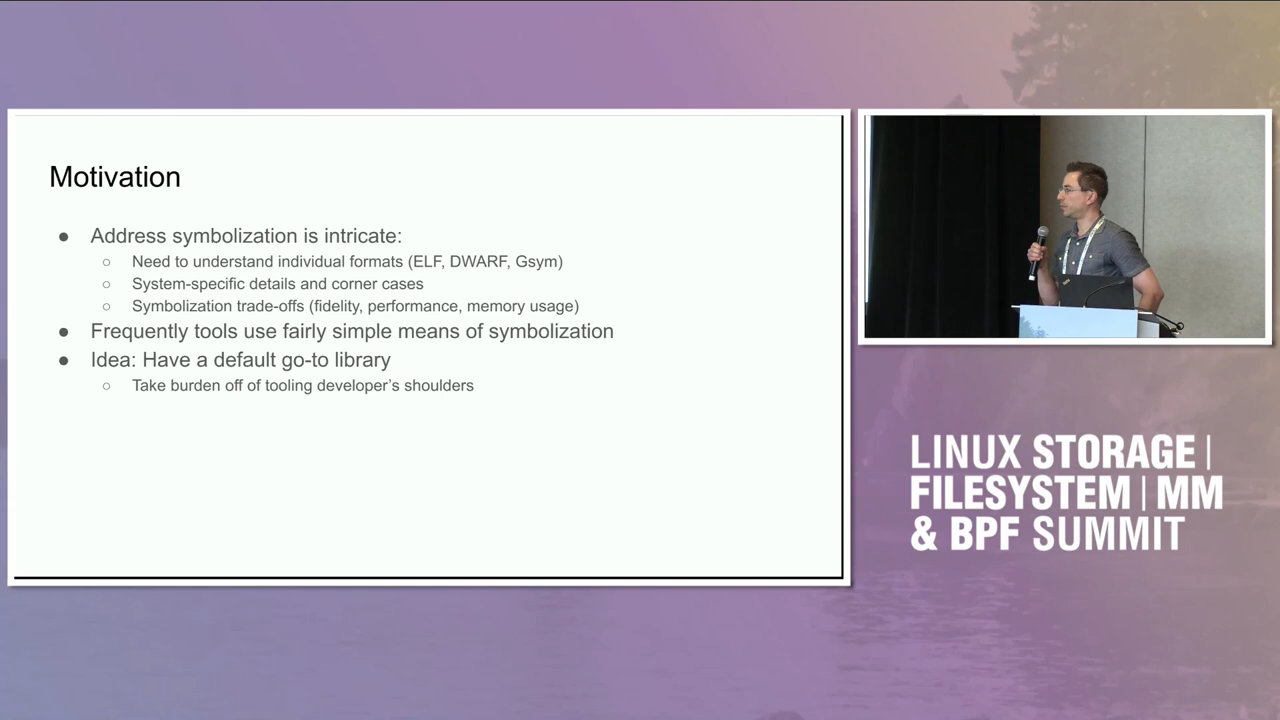 Motivation
● Address symbolization is intricate:
○ Need to understand individual formats (ELF, DWARF, Gsym)
○ System-specific details and corner cases
○ Symbolization trade-offs (fidelity, performance, memory usage)
● Frequently tools use fairly simple means of symbolization
● Idea: Have a default go-to library
○ Take burden off of tooling developer's shoulders
LINUX STORAGE |
FILESYSTEM | MM
& BPF SUMMIT